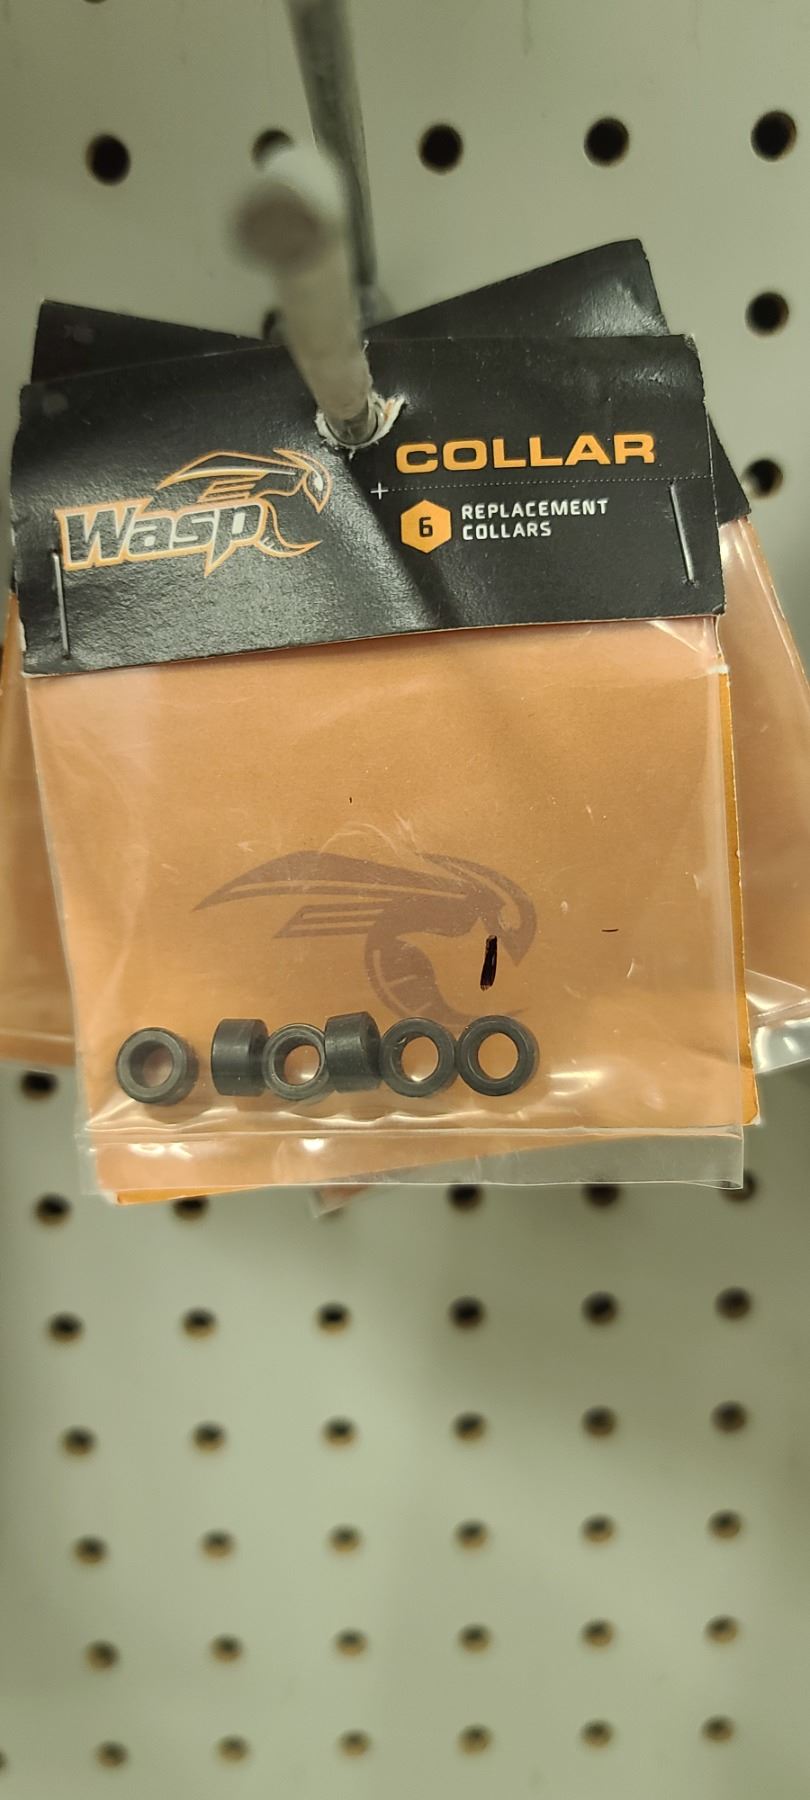 Wasp
COLLAR
6
REPLACEMENT
COLLARS